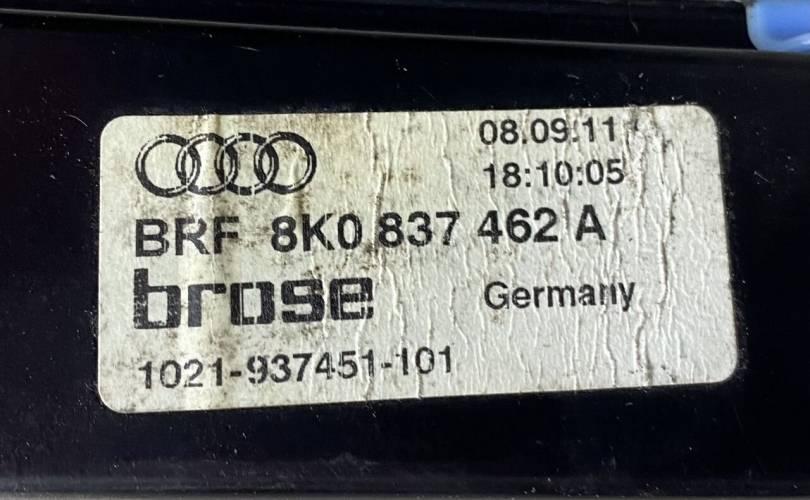 08.09.11
18:10:05
BRF 8K0 837 462 A
brose Germany
1021-937451-101